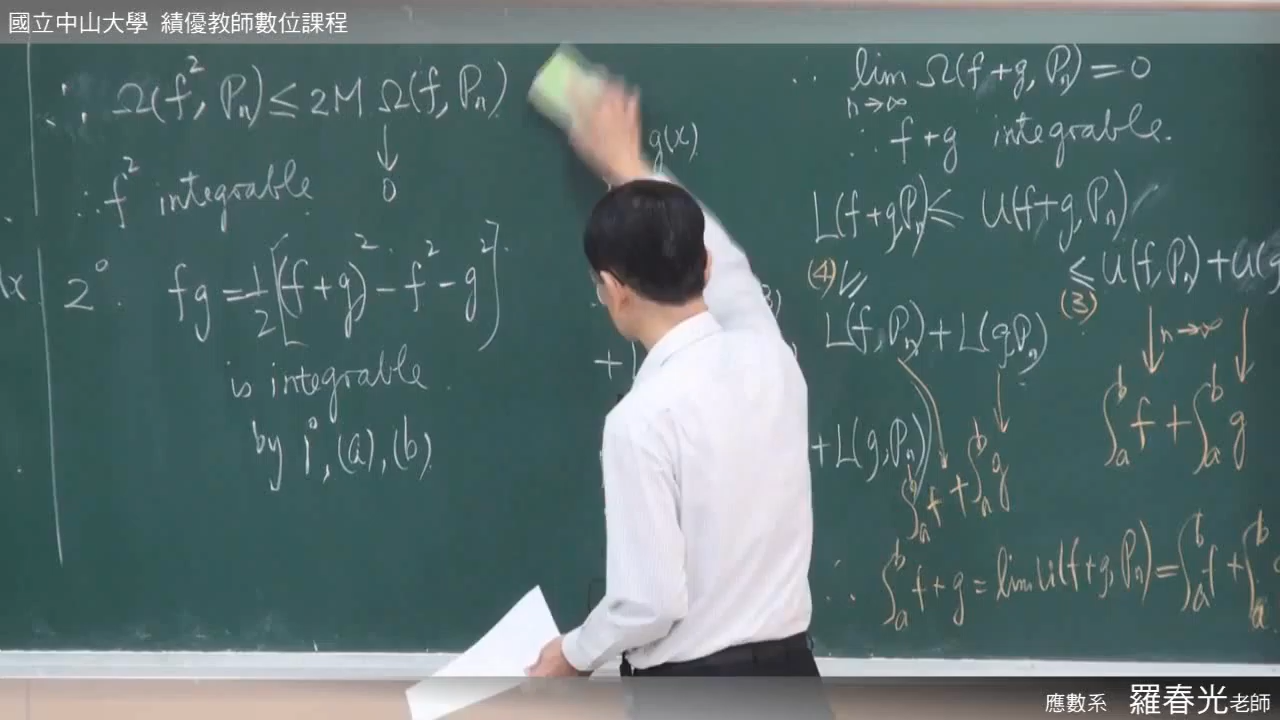 國立中山大學 績優教師數位課程
∴ Ω(f², Pₙ) ≤ 2M Ω(f, Pₙ)
↓
0
∴ f² integrable
2° fg = 1/2[(f+g)² - f² - g²]
is integrable
by 1°, (a), (b)
g(x)
∴ lim n→∞ Ω(f+g, Pₙ) = 0
∴ f+g integrable.
L(f+g,Pₙ) ≤ U(f+g,Pₙ)
(4) ≤ U(f,Pₙ)+U(g
(3)
L(f,Pₙ)+L(g,Pₙ)
n→∞
∫ₐᵇ f + ∫ₐᵇ g
+L(g,Pₙ)
∫ₐᵇ f + ∫ₐᵇ g
∴ ∫ₐᵇ f+g = lim U(f+g,Pₙ) = ∫ₐᵇ f + ∫ₐᵇ
應數系 羅春光老師